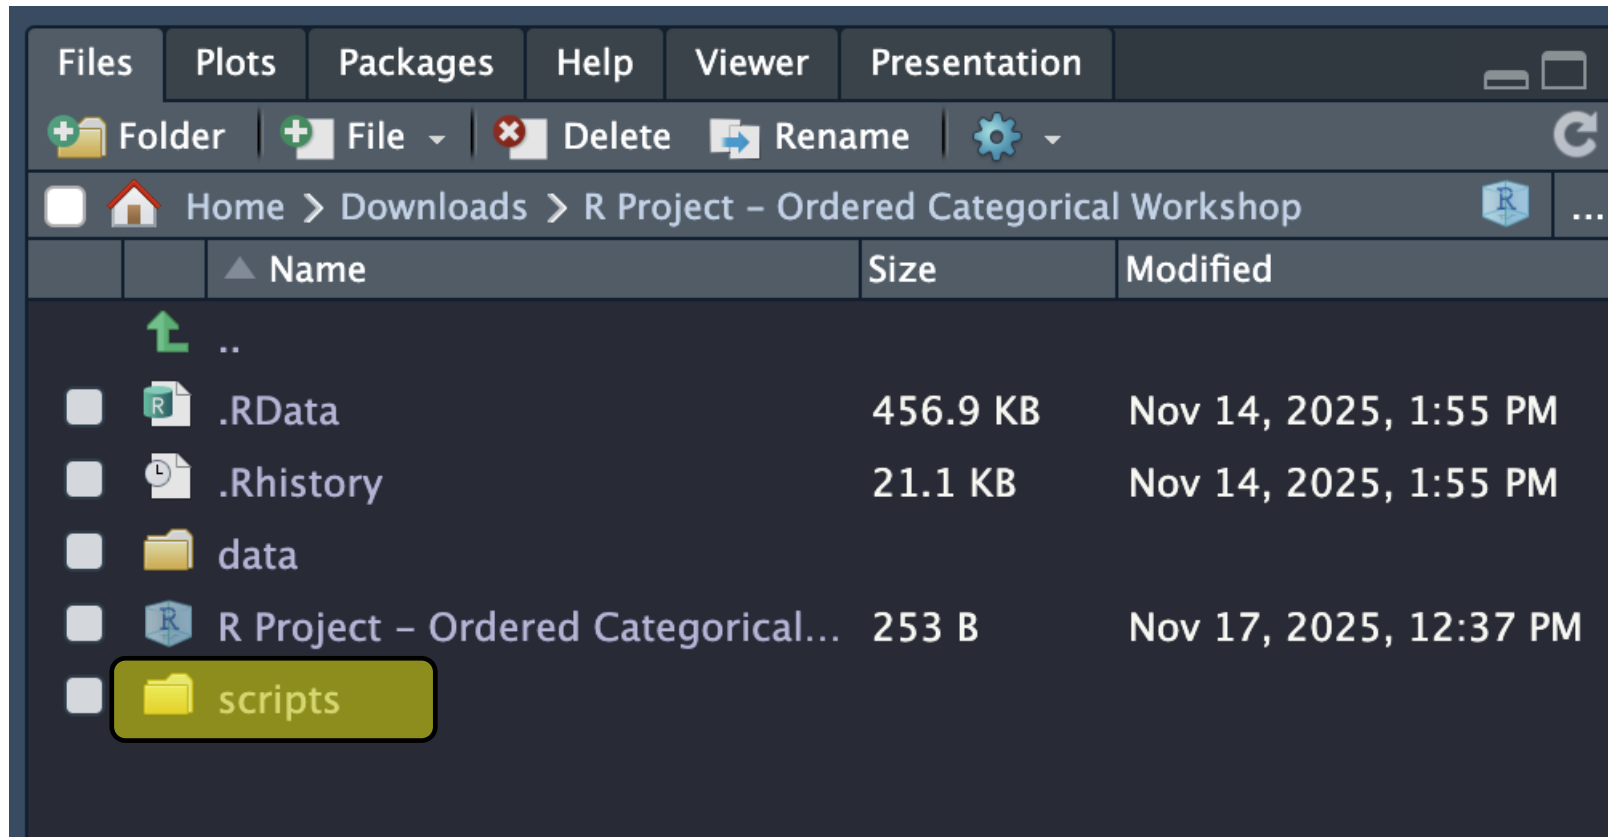 Files Plots Packages Help Viewer Presentation
Folder File Delete Rename
Home > Downloads > R Project – Ordered Categorical Workshop R ...
Name Size Modified
..
R .RData 456.9 KB Nov 14, 2025, 1:55 PM
.Rhistory 21.1 KB Nov 14, 2025, 1:55 PM
data
R R Project – Ordered Categorical... 253 B Nov 17, 2025, 12:37 PM
scripts